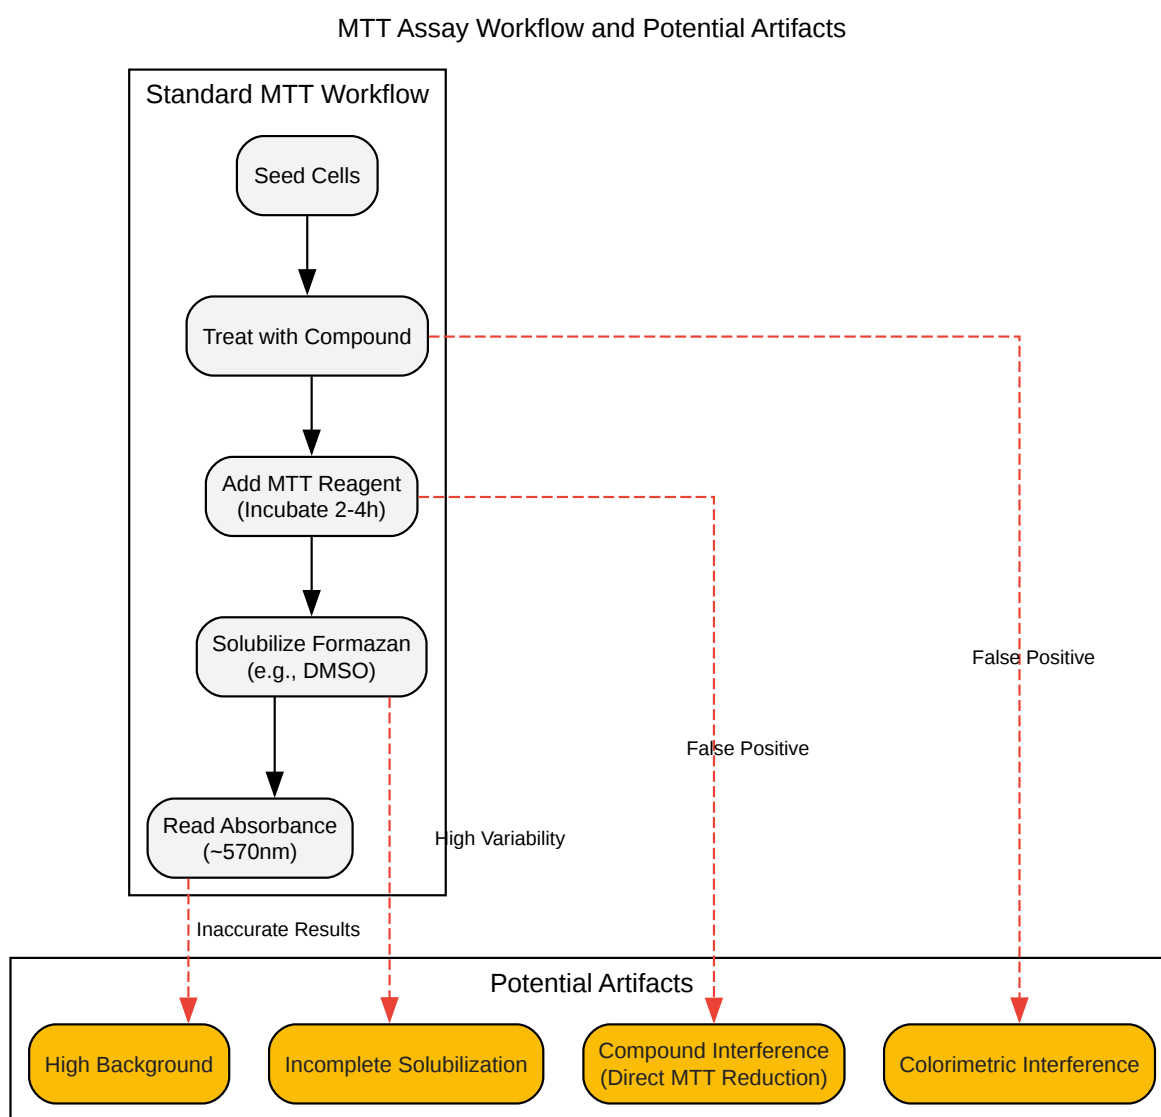 MTT Assay Workflow and Potential Artifacts
Standard MTT Workflow
Seed Cells
Treat with Compound
Add MTT Reagent
(Incubate 2-4h)
Solubilize Formazan
(e.g., DMSO)
False Positive
False Positive
Read Absorbance
(~570nm)
High Variability
Inaccurate Results
Potential Artifacts
High Background
Incomplete Solubilization
Compound Interference
(Direct MTT Reduction)
Colorimetric Interference